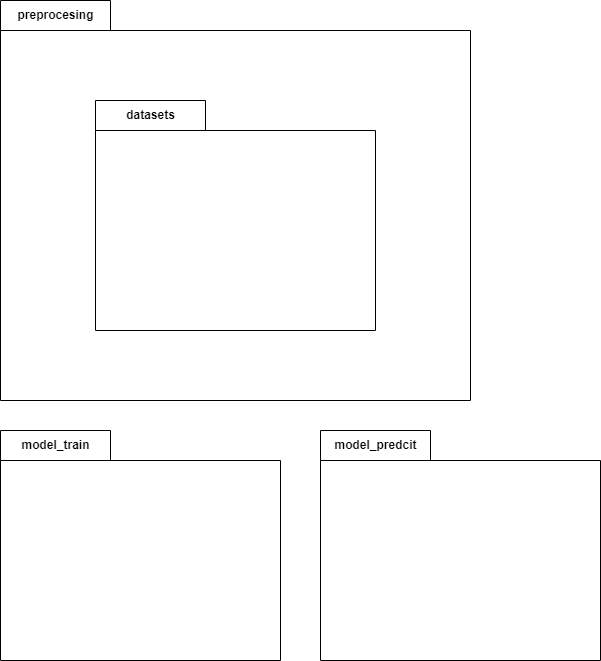 preprocesing
datasets
model_train
model_predcit